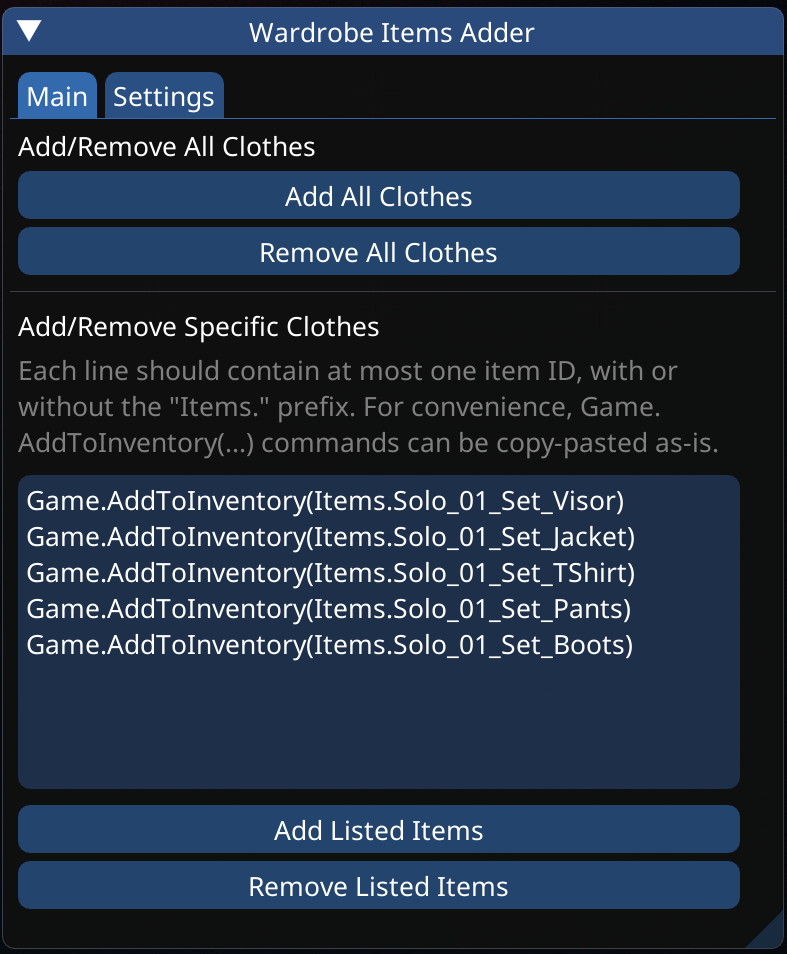 Wardrobe Items Adder
Main Settings
Add/Remove All Clothes
Add All Clothes
Remove All Clothes
Add/Remove Specific Clothes
Each line should contain at most one item ID, with or
without the "Items." prefix. For convenience, Game.
AddToInventory(...) commands can be copy-pasted as-is.
Game.AddToInventory(Items.Solo_01_Set_Visor)
Game.AddToInventory(Items.Solo_01_Set_Jacket)
Game.AddToInventory(Items.Solo_01_Set_TShirt)
Game.AddToInventory(Items.Solo_01_Set_Pants)
Game.AddToInventory(Items.Solo_01_Set_Boots)
Add Listed Items
Remove Listed Items